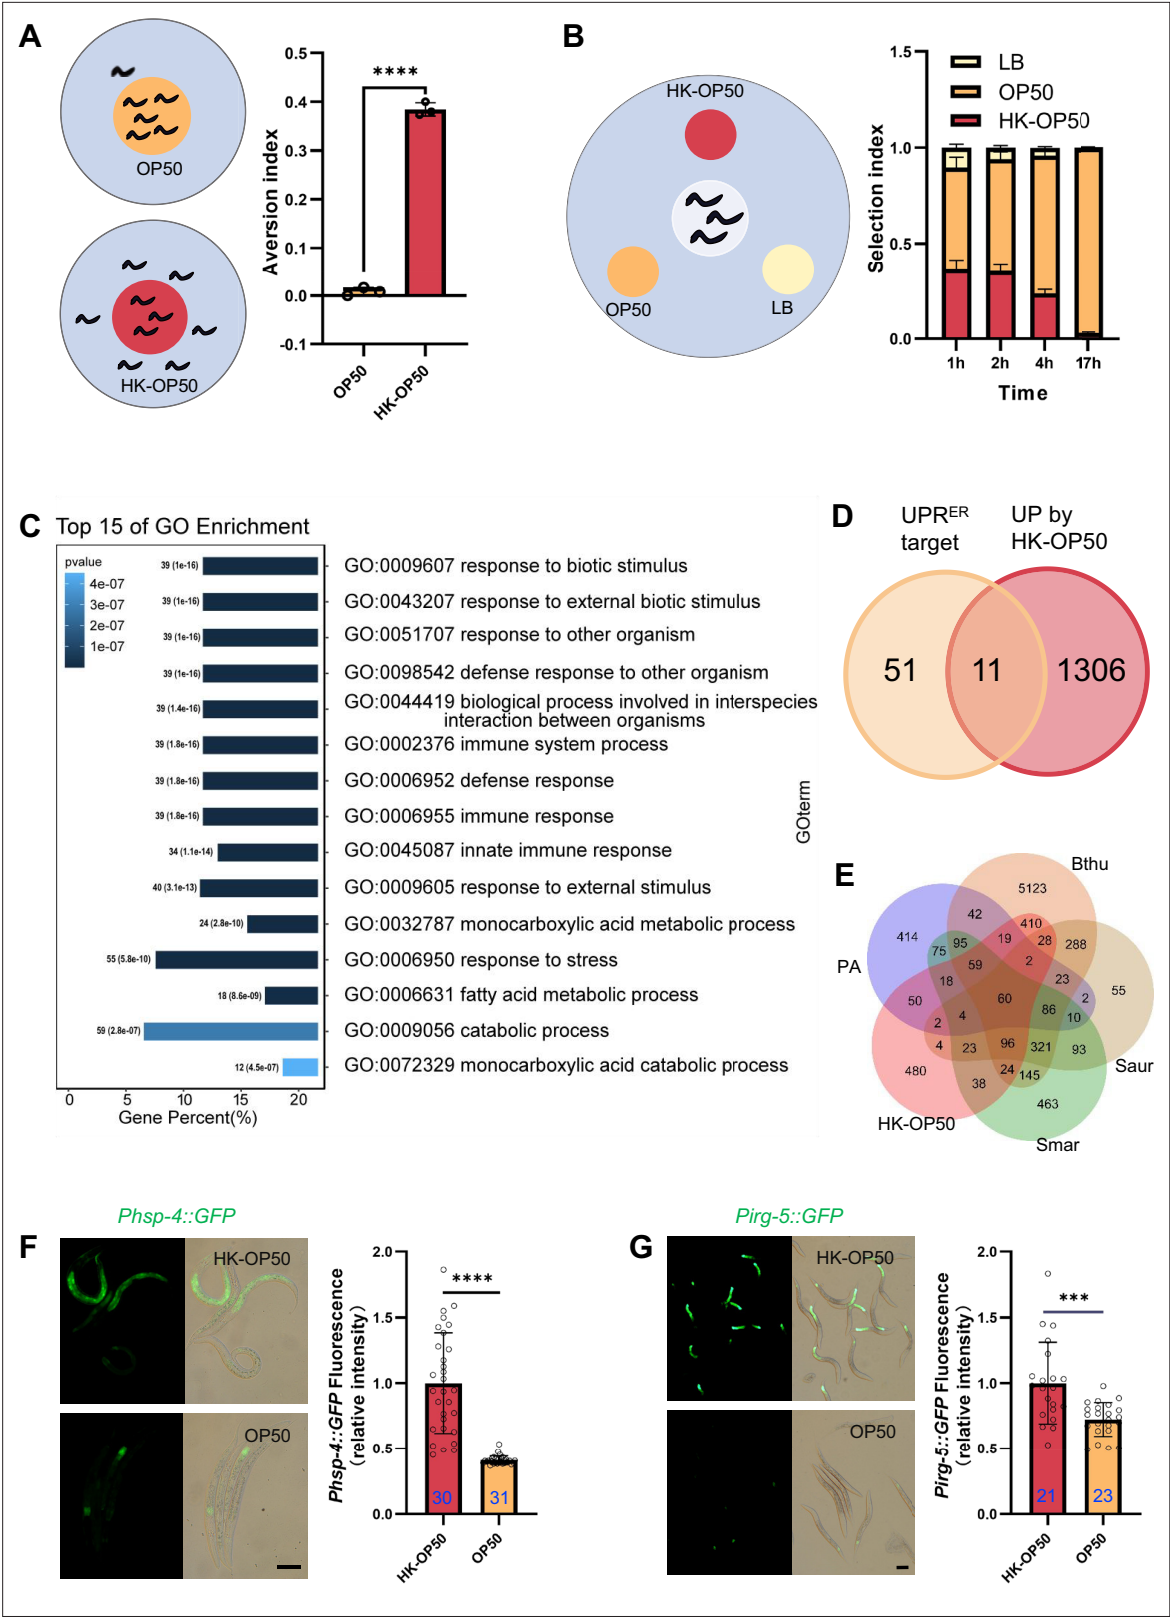 A
OP50
HK-OP50
Aversion index
0.5
0.4
0.3
0.2
0.1
0.0
-0.1
****
OP50
HK-OP50
B
HK-OP50
OP50
LB
Selection index
1.5
1.0
0.5
0.0
LB
OP50
HK-OP50
1h
2h
4h
17h
Time
C
Top 15 of GO Enrichment
pvalue
4e-07
3e-07
2e-07
1e-07
39 (1e-16)
GO:0009607 response to biotic stimulus
39 (1e-16)
GO:0043207 response to external biotic stimulus
39 (1e-16)
GO:0051707 response to other organism
39 (1e-16)
GO:0098542 defense response to other organism
39 (1.4e-16)
GO:0044419 biological process involved in interspecies
interaction between organisms
39 (1.8e-16)
GO:0002376 immune system process
39 (1.8e-16)
GO:0006952 defense response
39 (1.8e-16)
GO:0006955 immune response
34 (1.1e-14)
GO:0045087 innate immune response
40 (3.1e-13)
GO:0009605 response to external stimulus
24 (2.8e-10)
GO:0032787 monocarboxylic acid metabolic process
55 (5.8e-10)
GO:0006950 response to stress
18 (8.6e-09)
GO:0006631 fatty acid metabolic process
59 (2.8e-07)
GO:0009056 catabolic process
12 (4.5e-07)
GO:0072329 monocarboxylic acid catabolic process
0
5
10
15
20
Gene Percent(%)
GOterm
D
UPRᴱᴿ
target
UP by
HK-OP50
51
11
1306
E
Bthu
5123
42
410
414
19
28
288
75
95
2
PA
59
23
18
2
55
50
60
86
10
2
4
4
23
96
321
93
480
24
145
Saur
38
463
HK-OP50
Smar
F
Phsp-4::GFP
HK-OP50
OP50
Phsp-4::GFP Fluorescence
(relative intensity)
2.0
1.5
1.0
0.5
0.0
****
30
31
HK-OP50
OP50
G
Pirg-5::GFP
HK-OP50
OP50
Pirg-5::GFP Fluorescence
(relative intensity)
2.0
1.5
1.0
0.5
0.0
***
21
23
HK-OP50
OP50